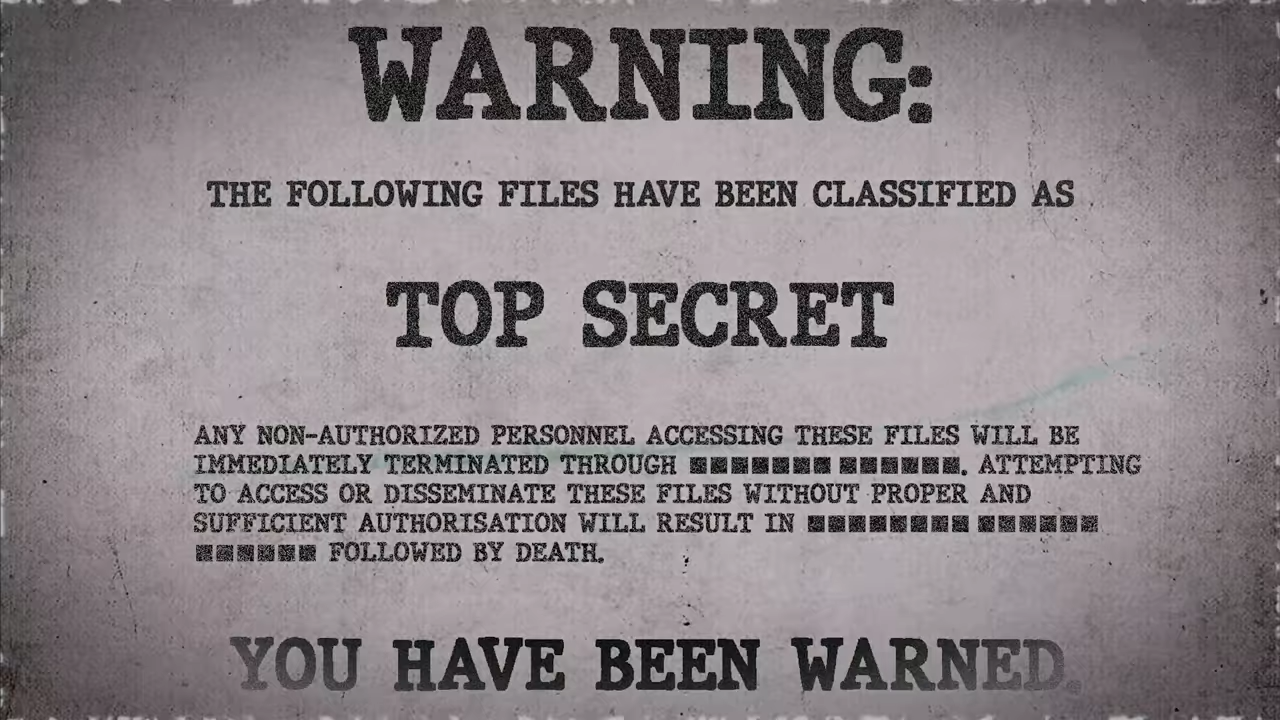 WARNING:
THE FOLLOWING FILES HAVE BEEN CLASSIFIED AS
TOP SECRET
ANY NON-AUTHORIZED PERSONNEL ACCESSING THESE FILES WILL BE
IMMEDIATELY TERMINATED THROUGH ■■■■■■■ ■■■■■■. ATTEMPTING
TO ACCESS OR DISSEMINATE THESE FILES WITHOUT PROPER AND
SUFFICIENT AUTHORISATION WILL RESULT IN ■■■■■■■■ ■■■■■■
■■■■■■ FOLLOWED BY DEATH.
YOU HAVE BEEN WARNED.